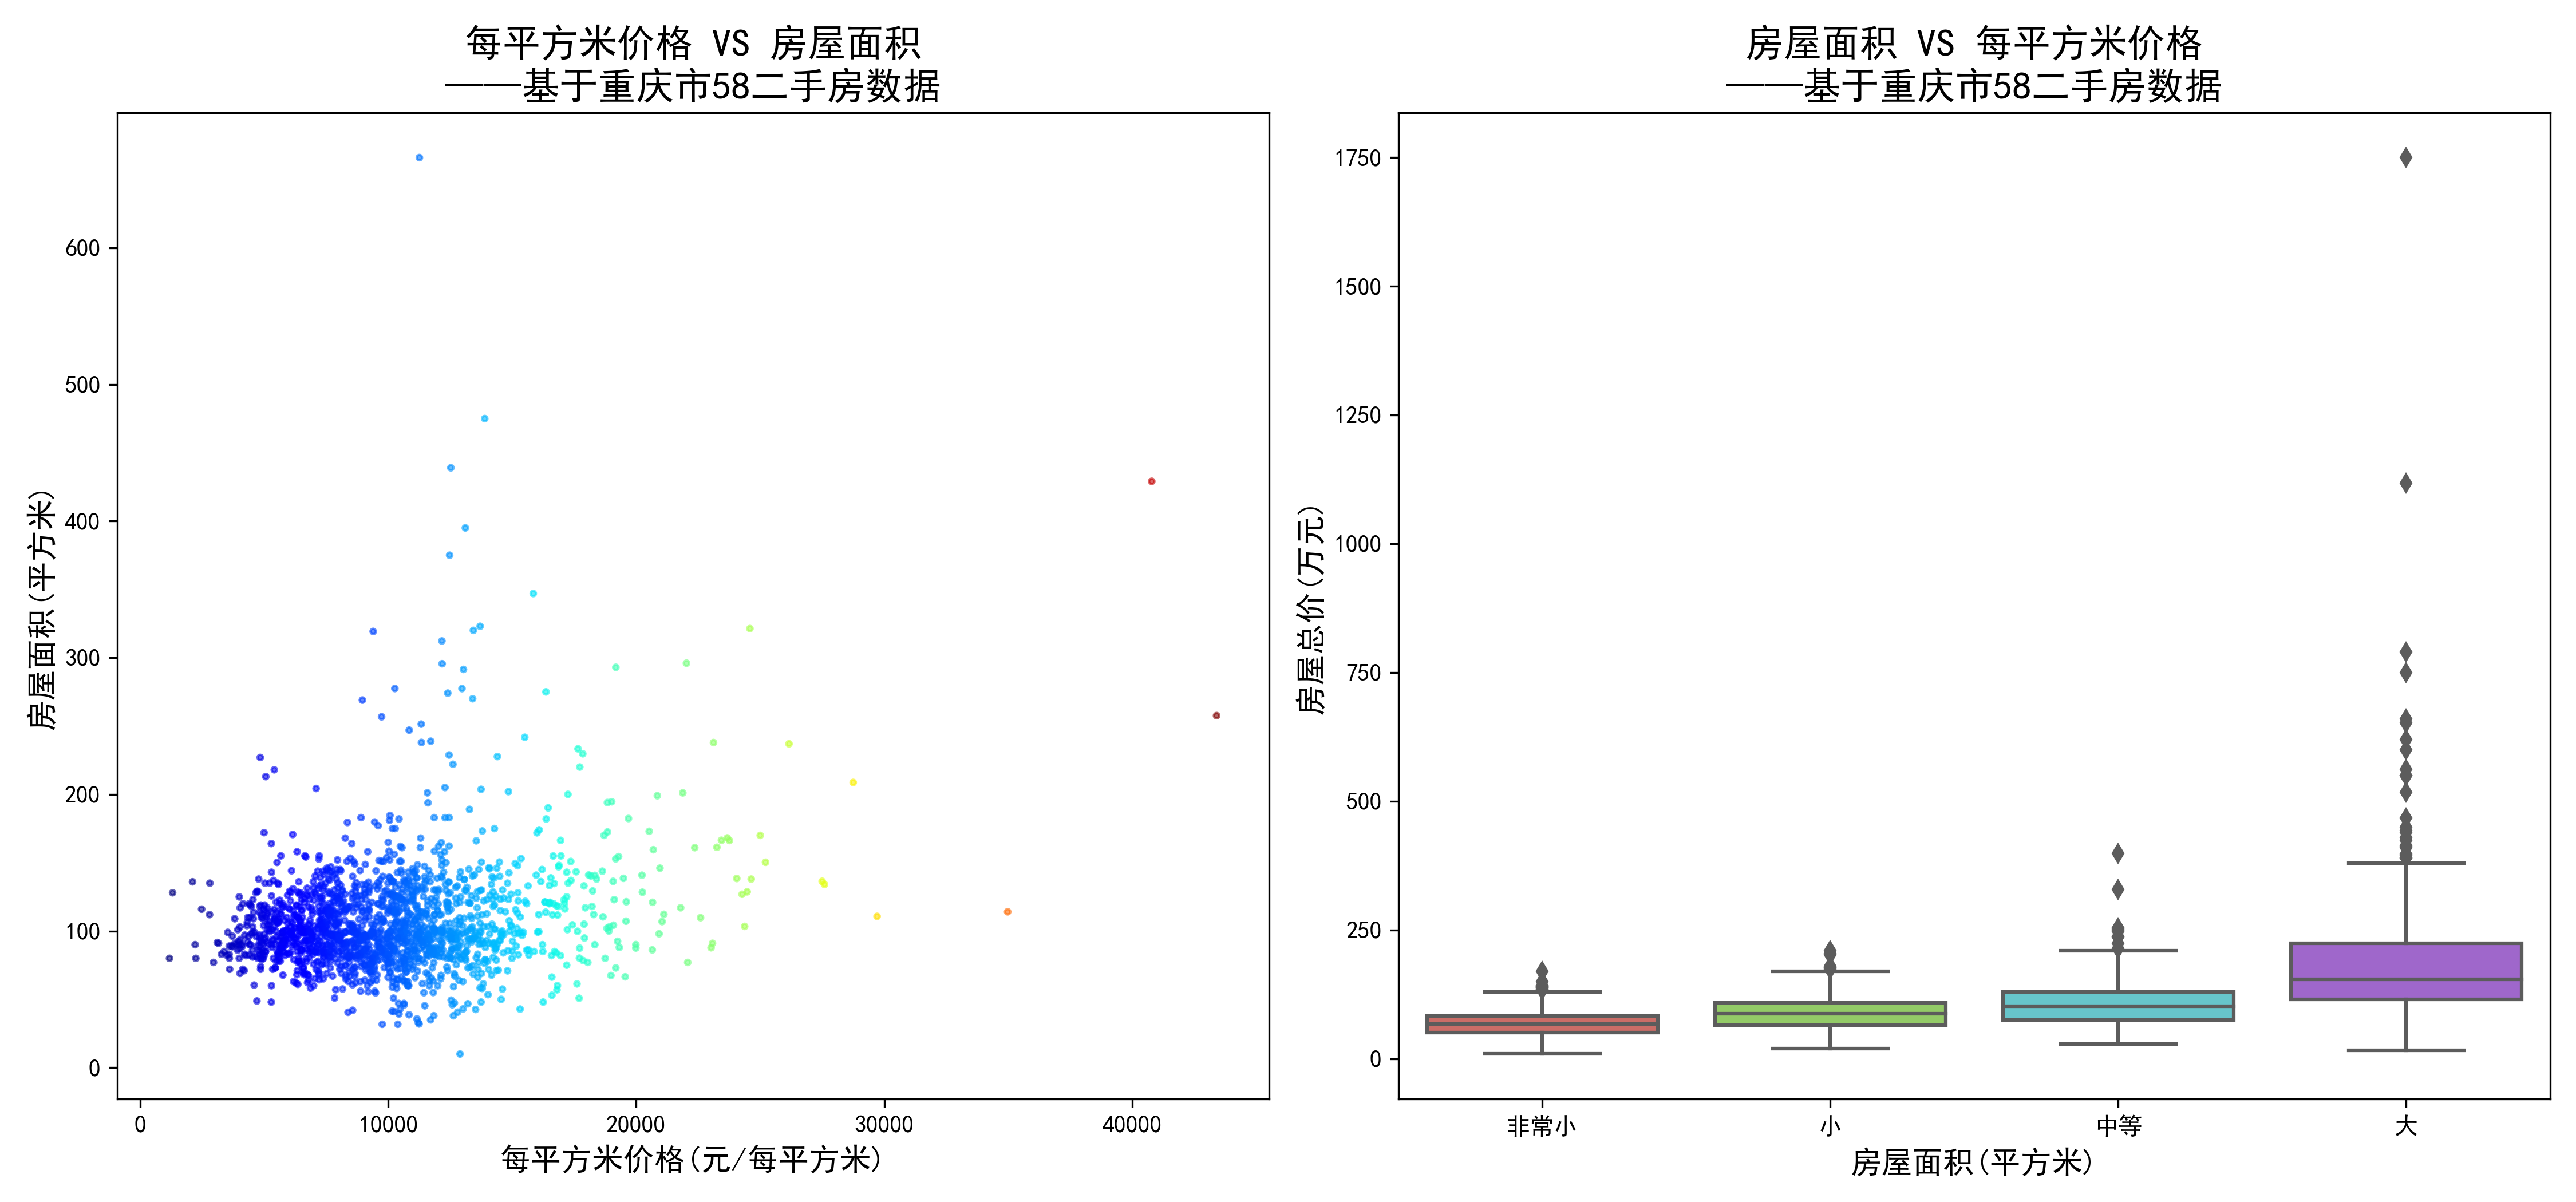 每平方米价格 VS 房屋面积
——基于重庆市58二手房数据
房屋面积(平方米)
600
500
400
300
200
100
0
0 10000 20000 30000 40000
每平方米价格(元/每平方米)
房屋面积 VS 每平方米价格
——基于重庆市58二手房数据
房屋总价(万元)
1750
1500
1250
1000
750
500
250
0
非常小 小 中等 大
房屋面积(平方米)